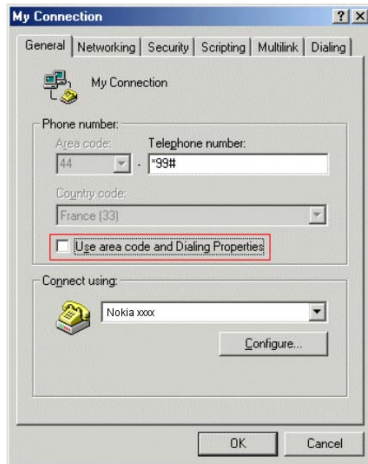 My Connection
General Networking Security Scripting Multilink Dialing
My Connection
Phone number:
Area code: Telephone number:
44 - *99#
Country code:
France (33)
Use area code and Dialing Properties
Connect using:
Nokia xxxx
Configure...
OK Cancel